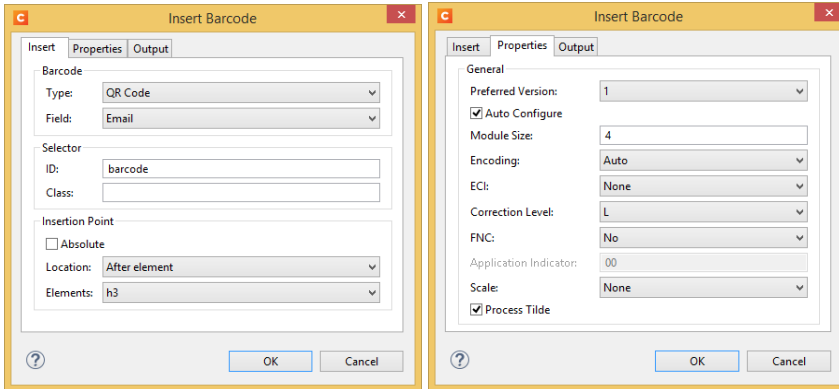 C Insert Barcode
Insert Properties Output
Barcode
Type: QR Code
Field: Email
Selector
ID: barcode
Class:
Insertion Point
Absolute
Location: After element
Elements: h3
? OK Cancel
C Insert Barcode
Insert Properties Output
General
Preferred Version: 1
Auto Configure
Module Size: 4
Encoding: Auto
ECI: None
Correction Level: L
FNC: No
Application Indicator: 00
Scale: None
Process Tilde
? OK Cancel